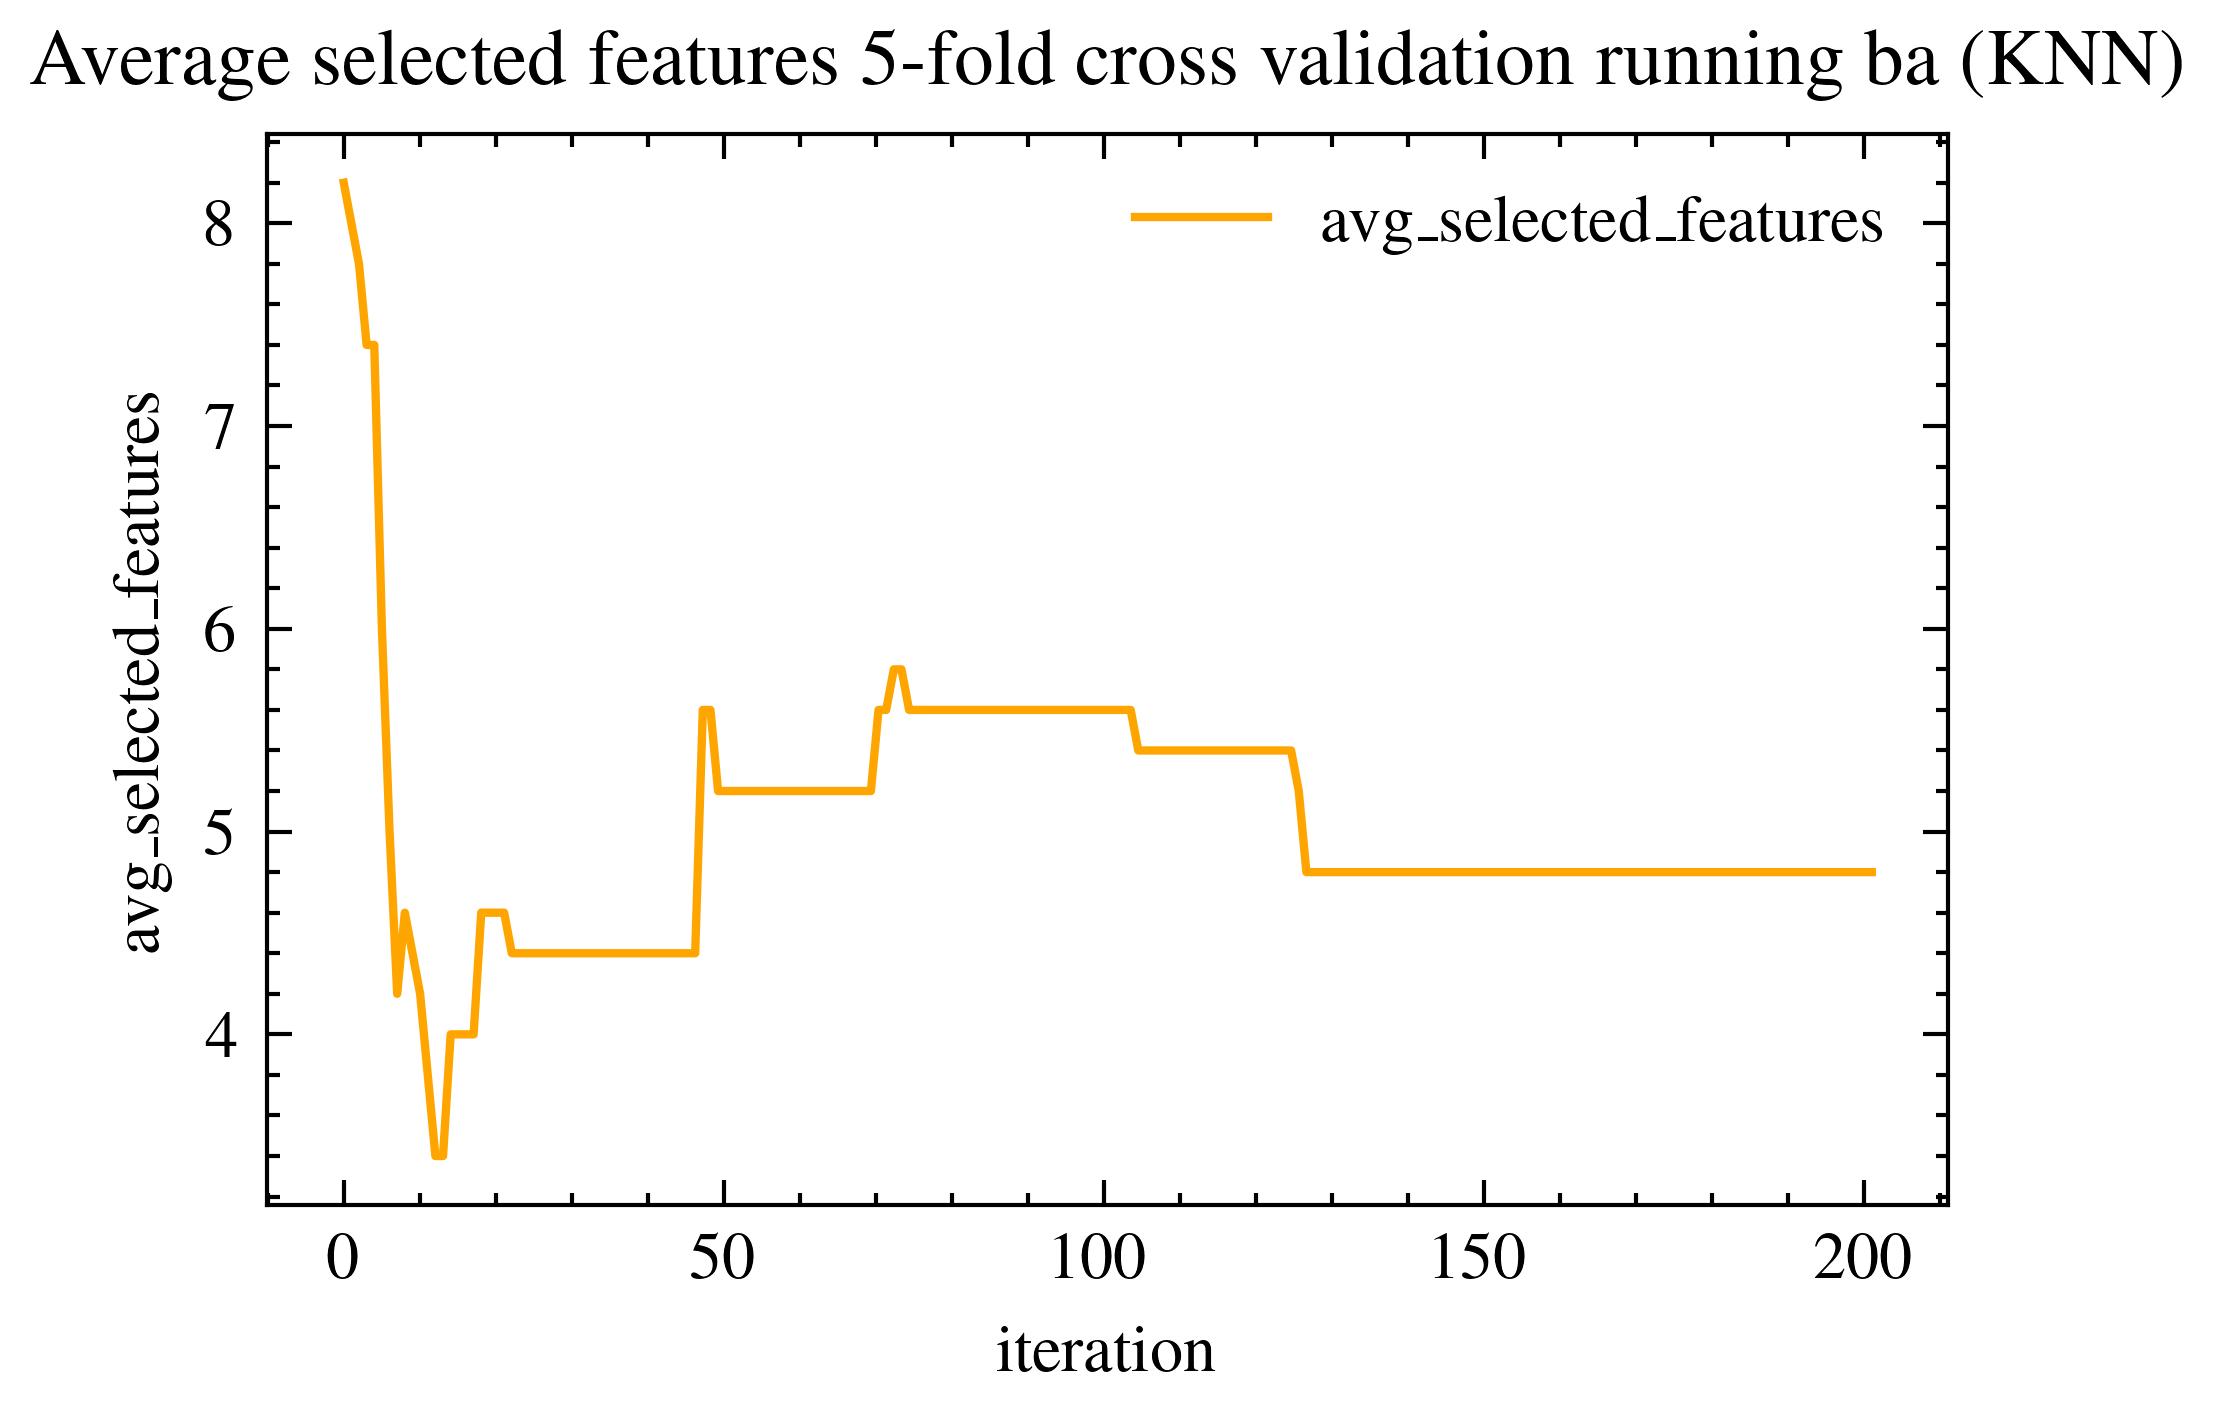 Average selected features 5-fold cross validation running ba (KNN)
avg_selected_features
8
7
6
5
4
avg_selected_features
0 50 100 150 200
iteration